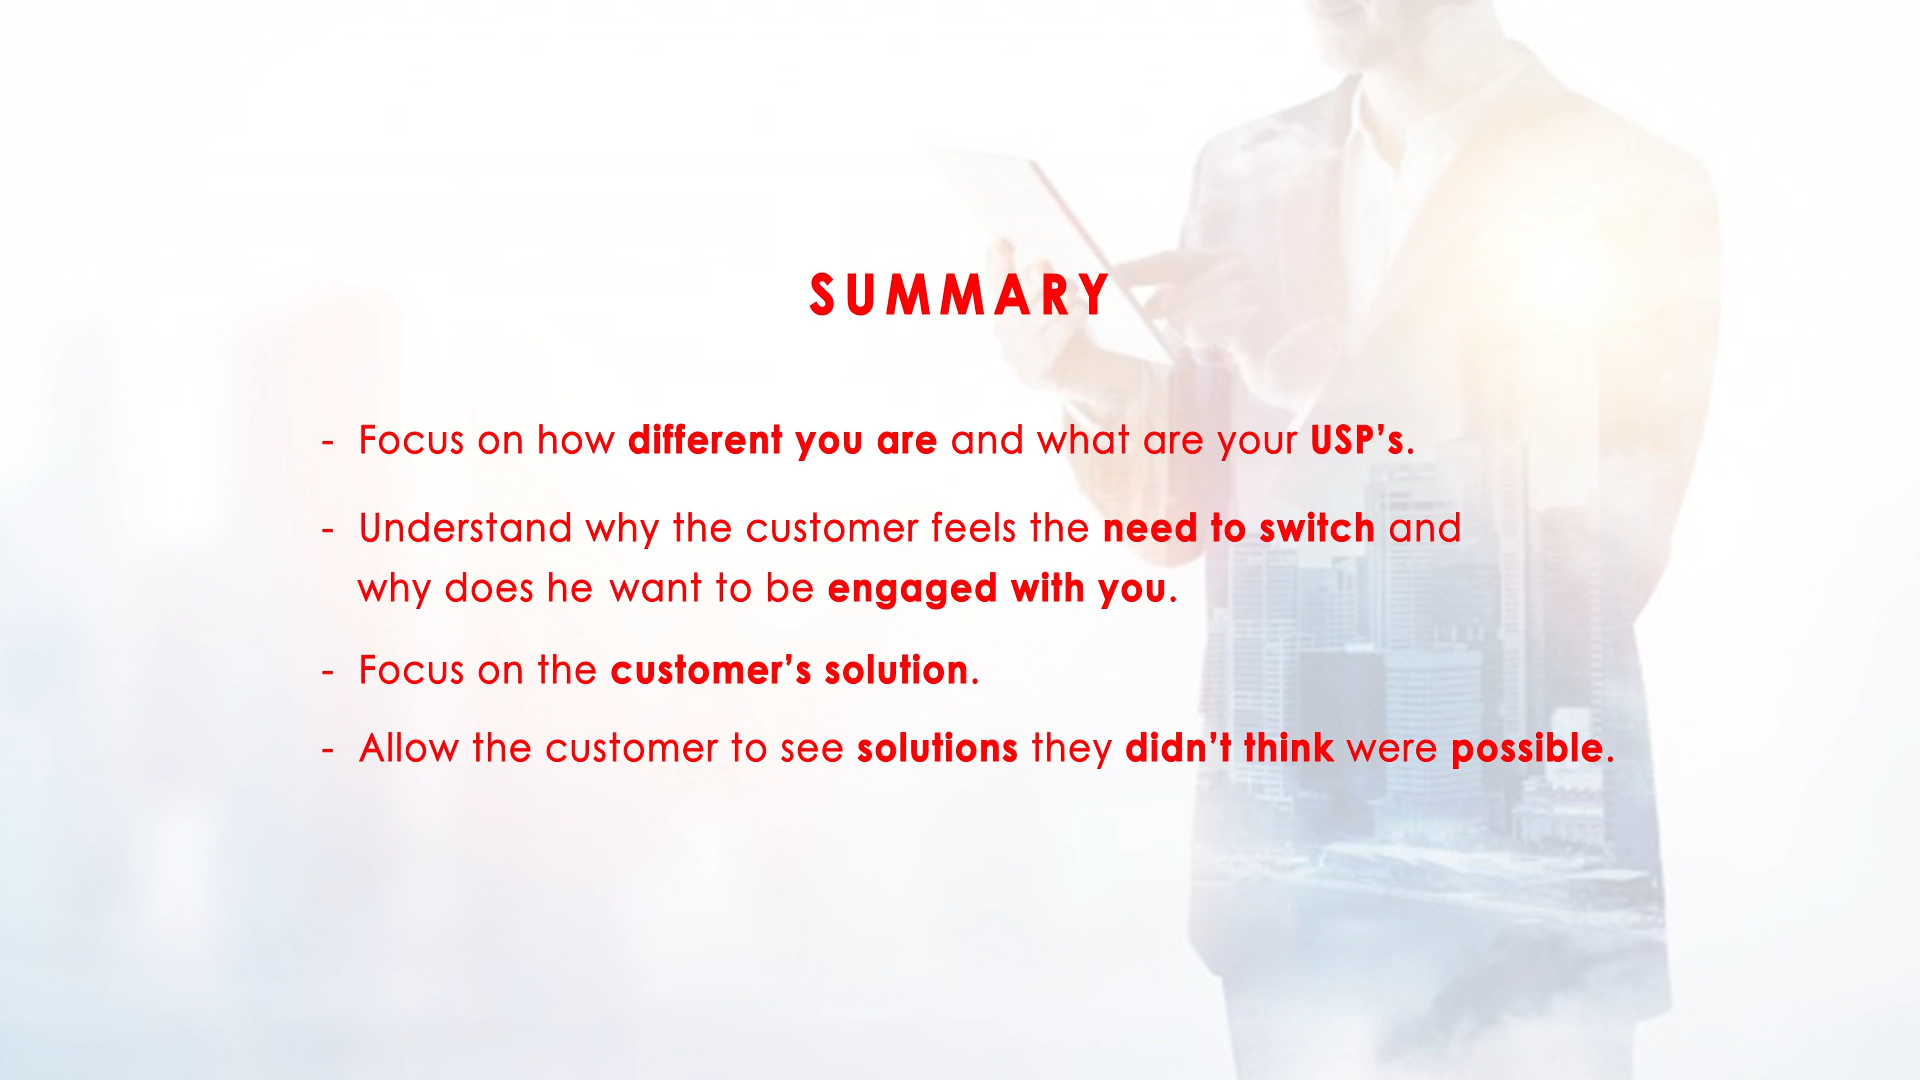 SUMMARY
- Focus on how different you are and what are your USP’s.
- Understand why the customer feels the need to switch and
why does he want to be engaged with you.
- Focus on the customer’s solution.
- Allow the customer to see solutions they didn’t think were possible.